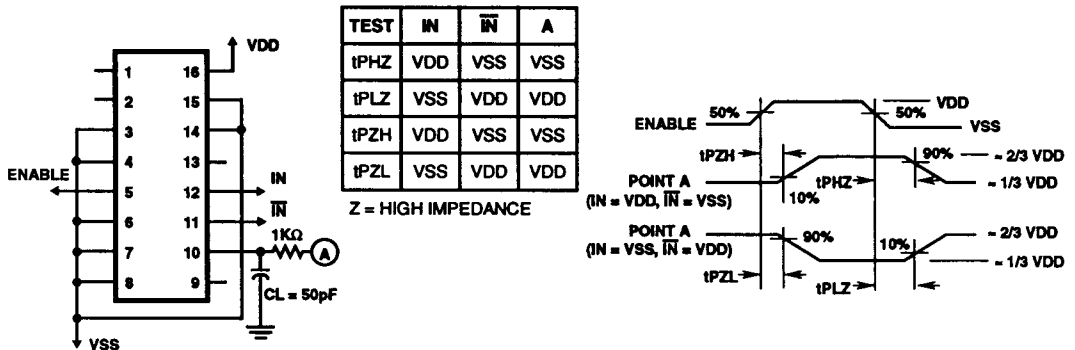 VDD
1 16
2 15
3 14
4 13
ENABLE 5 12 IN
6 11 I̅N̅
7 10 1KΩ A
8 9
CL = 50pF
VSS
TEST IN I̅N̅ A
tPHZ VDD VSS VSS
tPLZ VSS VDD VDD
tPZH VDD VSS VSS
tPZL VSS VDD VDD
Z = HIGH IMPEDANCE
ENABLE 50% 50% VDD
VSS
tPZH 90% ≈ 2/3 VDD
POINT A tPHZ ≈ 1/3 VDD
(IN = VDD, I̅N̅ = VSS) 10%
POINT A 90% 10% ≈ 2/3 VDD
(IN = VSS, I̅N̅ = VDD) ≈ 1/3 VDD
tPZL tPLZ